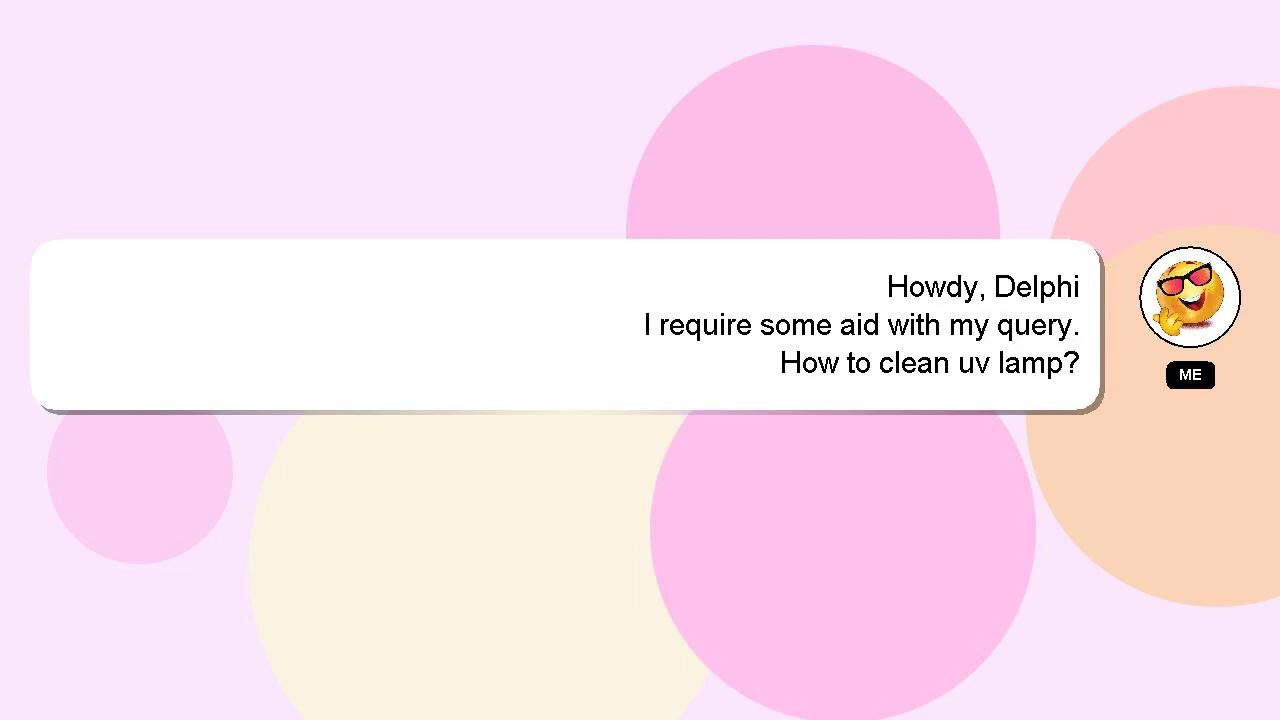 Howdy, Delphi
I require some aid with my query.
How to clean uv lamp?
ME